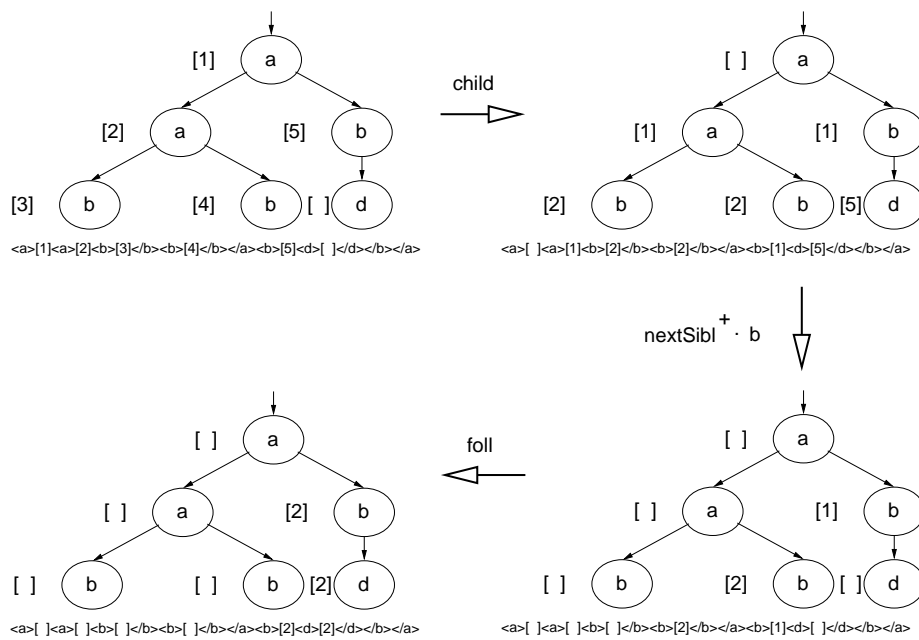 [1] a
child
[ ] a
[2] a [5] b
[1] a [1] b
[3] b [4] b [ ] d
[2] b [2] b [5] d
<a>[1]<a>[2]<b>[3]</b><b>[4]</b></a><b>[5]<d>[ ]</d></b></a>
<a>[ ]<a>[1]<b>[2]</b><b>[2]</b></a><b>[1]<d>[5]</d></b></a>
nextSibl + · b
[ ] a
foll
[ ] a
[ ] a [2] b
[ ] a [1] b
[ ] b [ ] b [2] d
[ ] b [2] b [ ] d
<a>[ ]<a>[ ]<b>[ ]</b><b>[ ]</b></a><b>[2]<d>[2]</d></b></a>
<a>[ ]<a>[ ]<b>[ ]</b><b>[2]</b></a><b>[1]<d>[ ]</d></b></a>